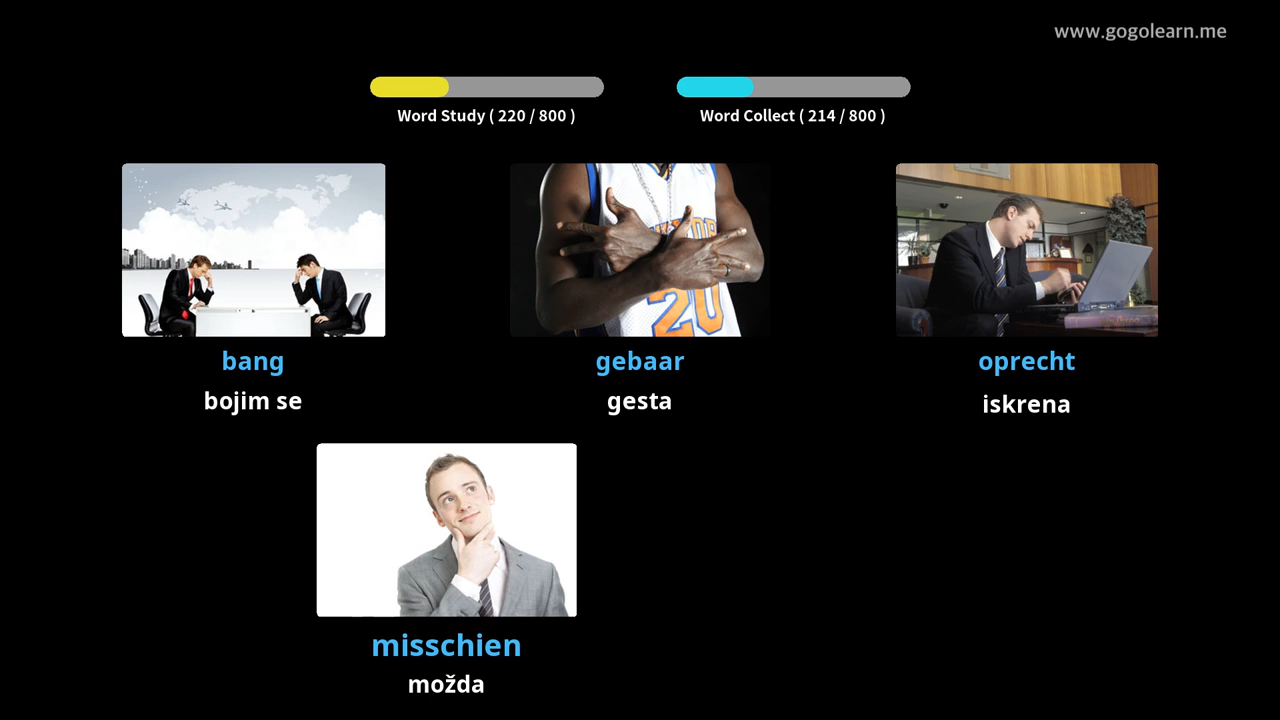 www.gogolearn.me
Word Study ( 220 / 800 )
Word Collect ( 214 / 800 )
20
bang
bojim se
gebaar
gesta
oprecht
iskrena
misschien
možda